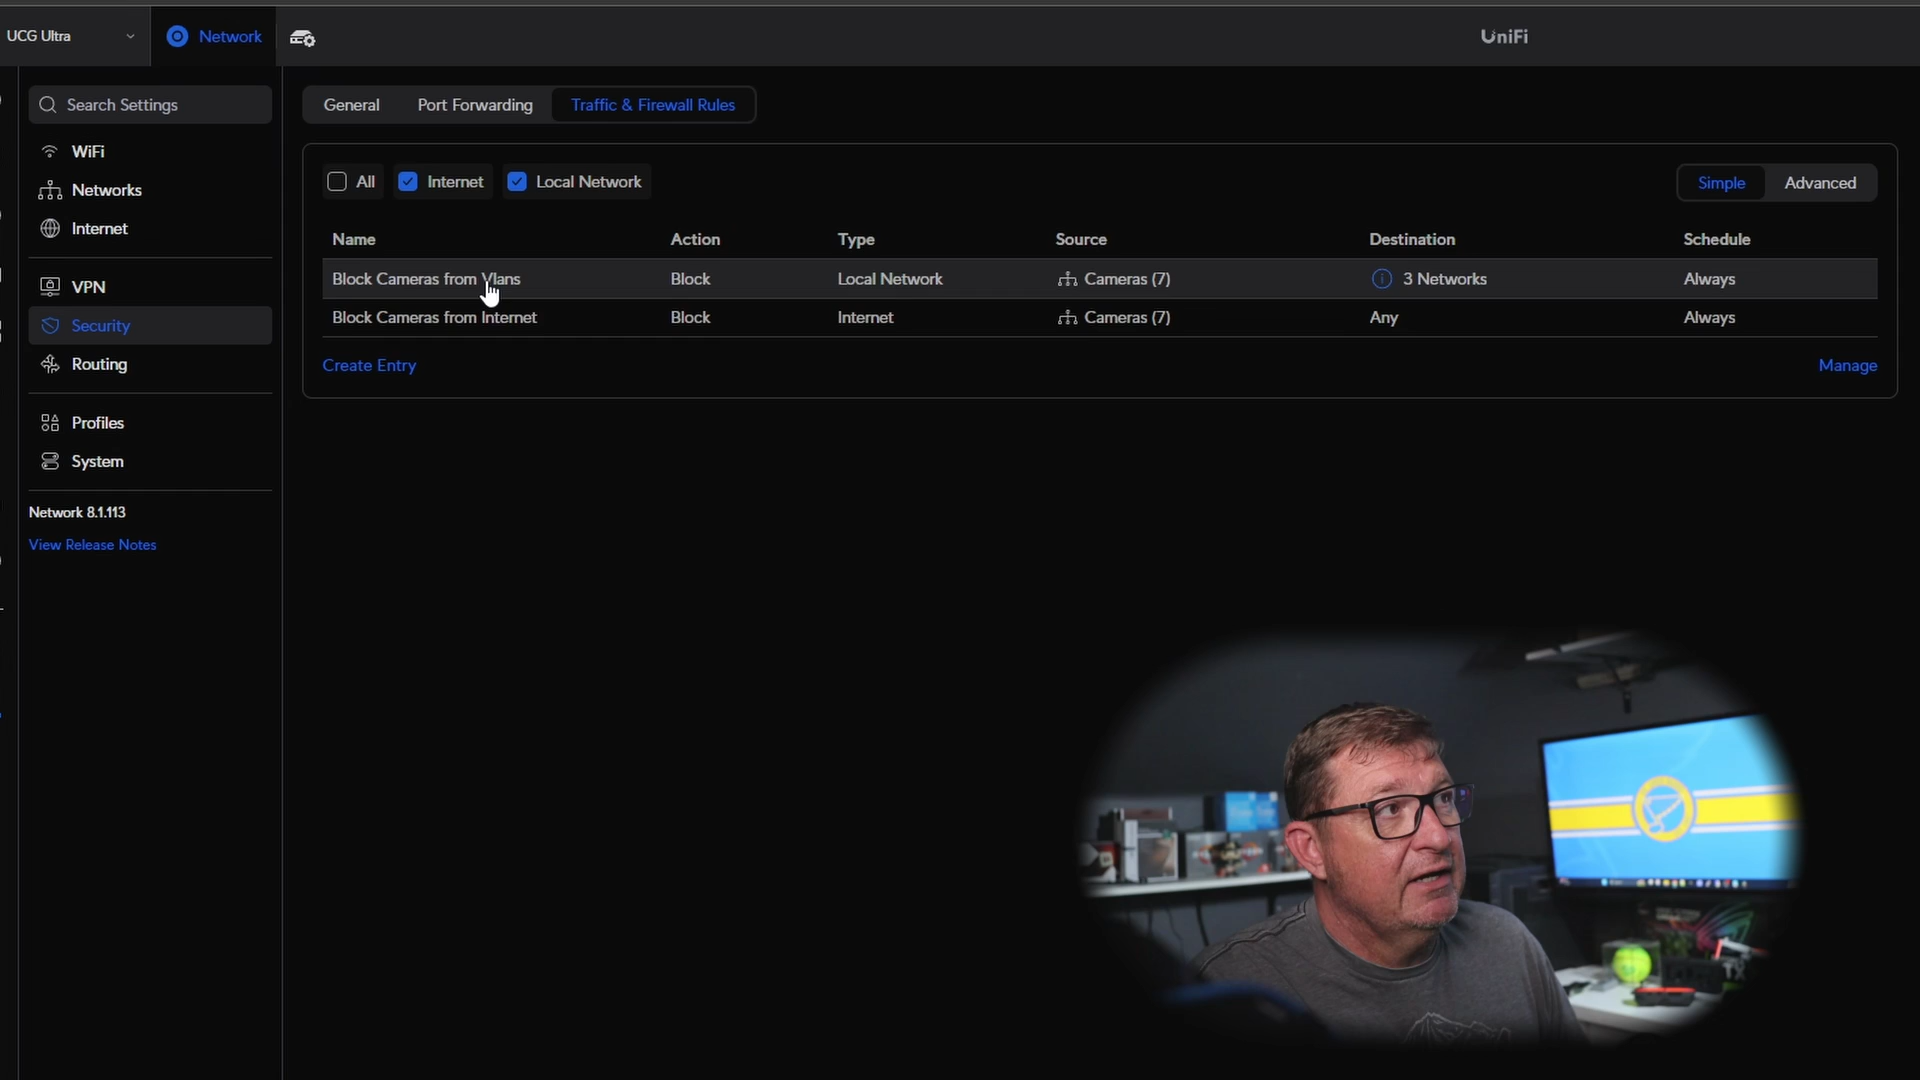 UCG Ultra
Network
UniFi
Search Settings
WiFi
Networks
Internet
VPN
Security
Routing
Profiles
System
Network 8.1.113
View Release Notes
General
Port Forwarding
Traffic & Firewall Rules
All
Internet
Local Network
Simple
Advanced
Name Action Type Source Destination Schedule
Block Cameras from Vlans Block Local Network Cameras (7) 3 Networks Always
Block Cameras from Internet Block Internet Cameras (7) Any Always
Create Entry
Manage